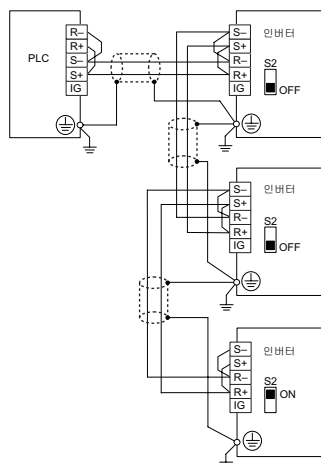 PLC
R–
R+
S–
S+
IG
S–
S+
R–
R+
IG
인버터
S2
OFF
S–
S+
R–
R+
IG
인버터
S2
OFF
S–
S+
R–
R+
IG
인버터
S2
ON